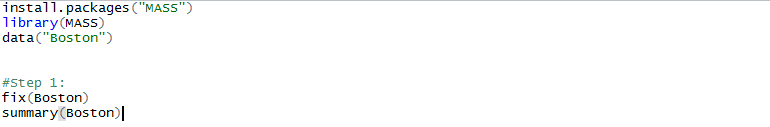 install.packages("MASS")
library(MASS)
data("Boston")
#Step 1:
fix(Boston)
summary(Boston)